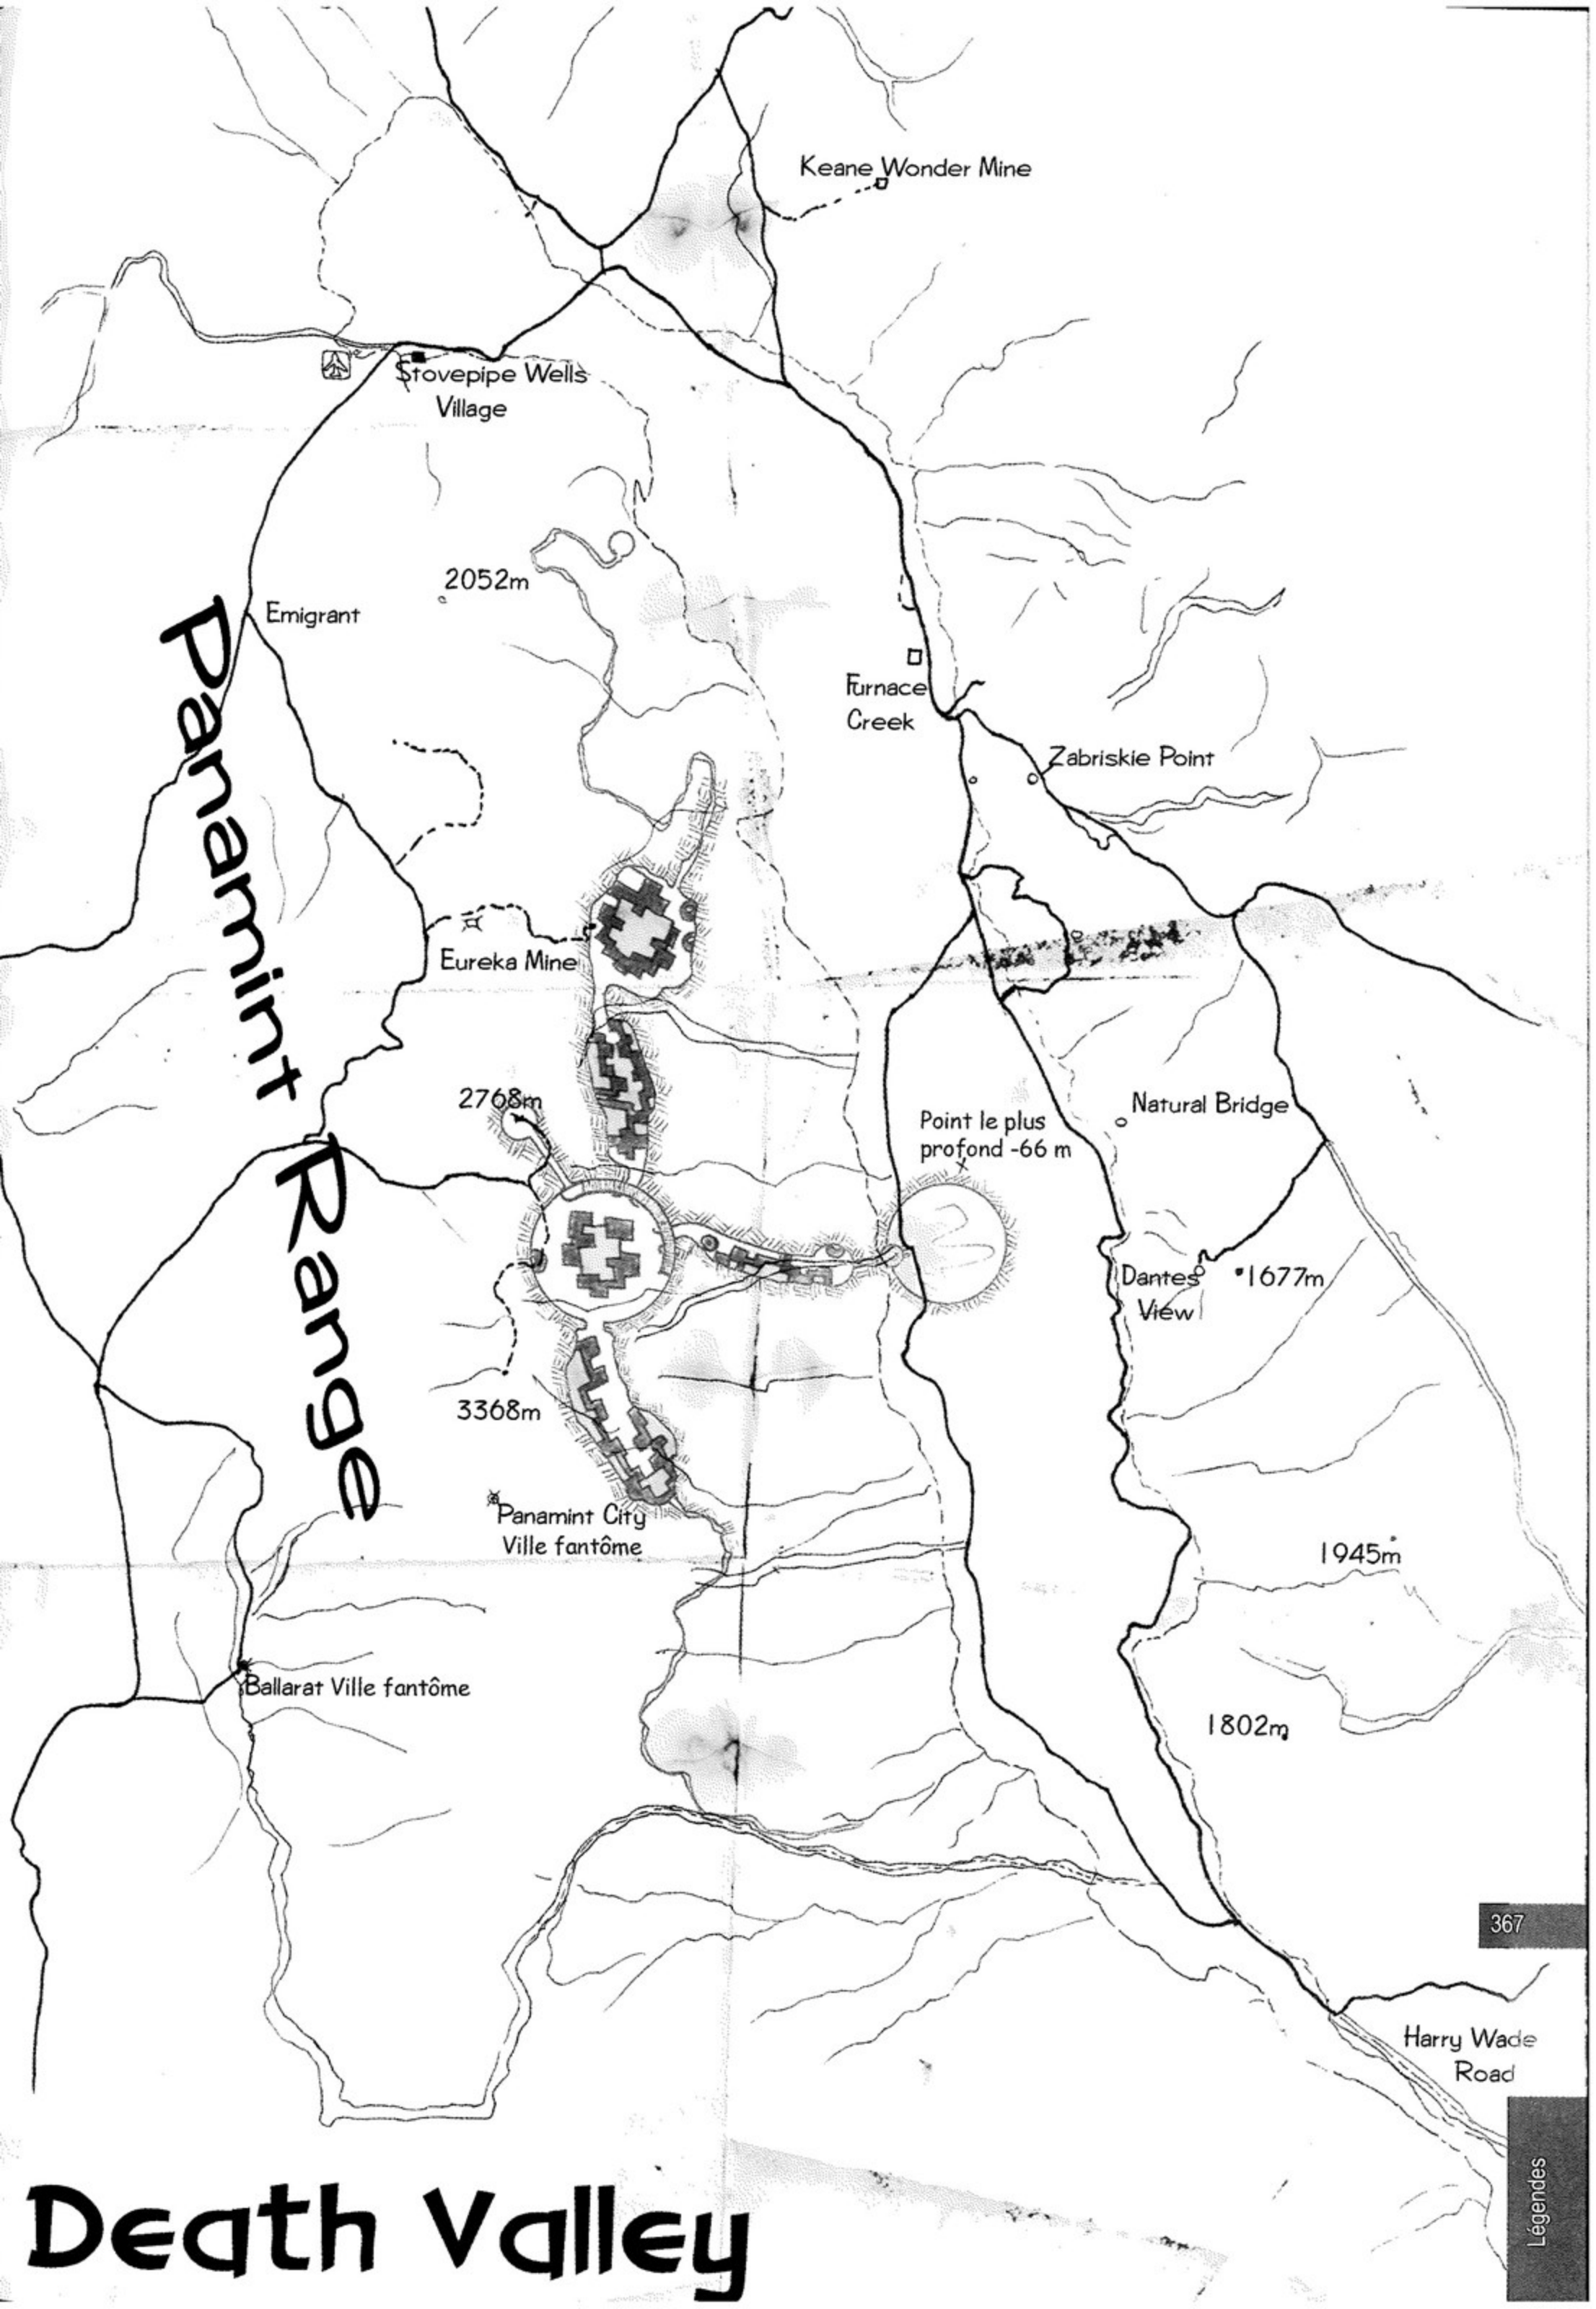 Keane Wonder Mine
Stovepipe Wells
Village
2052m
Emigrant
Furnace
Creek
Zabriskie Point
Panamint Range
Eureka Mine
2768m
Natural Bridge
Point le plus
profond -66 m
Dantes
View
1677m
3368m
Panamint City
Ville fantôme
1945m
Ballarat Ville fantôme
1802m
367
Harry Wade
Road
Légendes
Death Valley